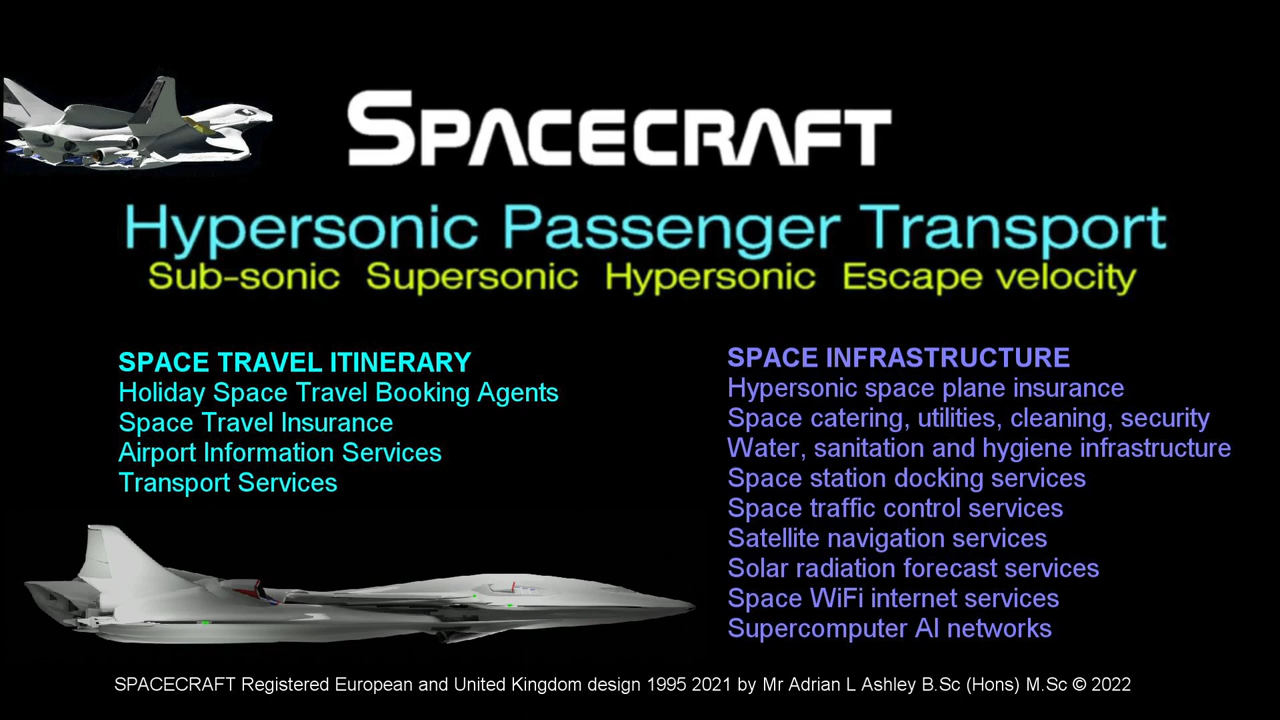 SPACECRAFT
Hypersonic Passenger Transport
Sub-sonic Supersonic Hypersonic Escape velocity
SPACE TRAVEL ITINERARY
Holiday Space Travel Booking Agents
Space Travel Insurance
Airport Information Services
Transport Services
SPACE INFRASTRUCTURE
Hypersonic space plane insurance
Space catering, utilities, cleaning, security
Water, sanitation and hygiene infrastructure
Space station docking services
Space traffic control services
Satellite navigation services
Solar radiation forecast services
Space WiFi internet services
Supercomputer AI networks
SPACECRAFT Registered European and United Kingdom design 1995 2021 by Mr Adrian L Ashley B.Sc (Hons) M.Sc © 2022